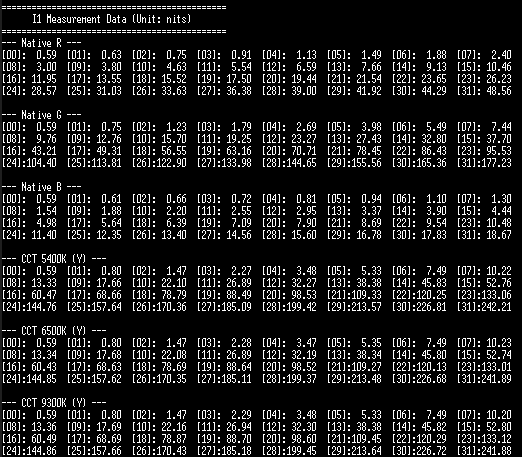 ==========================================
I1 Measurement Data (Unit: nits)
==========================================
--- Native R ---
[00]: 0.59 [01]: 0.63 [02]: 0.75 [03]: 0.91 [04]: 1.13 [05]: 1.49 [06]: 1.88 [07]: 2.40
[08]: 3.00 [09]: 3.80 [10]: 4.63 [11]: 5.54 [12]: 6.59 [13]: 7.66 [14]: 9.13 [15]: 10.46
[16]: 11.95 [17]: 13.55 [18]: 15.52 [19]: 17.50 [20]: 19.44 [21]: 21.54 [22]: 23.65 [23]: 26.23
[24]: 28.57 [25]: 31.03 [26]: 33.63 [27]: 36.38 [28]: 39.00 [29]: 41.92 [30]: 44.29 [31]: 48.56
--- Native G ---
[00]: 0.59 [01]: 0.75 [02]: 1.23 [03]: 1.79 [04]: 2.69 [05]: 3.98 [06]: 5.49 [07]: 7.44
[08]: 9.76 [09]: 12.76 [10]: 15.70 [11]: 19.25 [12]: 23.27 [13]: 27.43 [14]: 32.80 [15]: 37.70
[16]: 43.21 [17]: 49.31 [18]: 56.55 [19]: 63.16 [20]: 70.71 [21]: 78.45 [22]: 86.43 [23]: 95.53
[24]:104.40 [25]:113.81 [26]:122.90 [27]:133.98 [28]:144.65 [29]:155.56 [30]:165.36 [31]:177.23
--- Native B ---
[00]: 0.59 [01]: 0.61 [02]: 0.66 [03]: 0.72 [04]: 0.81 [05]: 0.94 [06]: 1.10 [07]: 1.30
[08]: 1.54 [09]: 1.88 [10]: 2.20 [11]: 2.55 [12]: 2.95 [13]: 3.37 [14]: 3.90 [15]: 4.44
[16]: 4.98 [17]: 5.64 [18]: 6.39 [19]: 7.09 [20]: 7.90 [21]: 8.69 [22]: 9.54 [23]: 10.48
[24]: 11.40 [25]: 12.35 [26]: 13.40 [27]: 14.56 [28]: 15.60 [29]: 16.78 [30]: 17.83 [31]: 18.67
--- CCT 5400K (Y) ---
[00]: 0.59 [01]: 0.80 [02]: 1.47 [03]: 2.27 [04]: 3.48 [05]: 5.33 [06]: 7.49 [07]: 10.22
[08]: 13.33 [09]: 17.66 [10]: 22.10 [11]: 26.89 [12]: 32.27 [13]: 38.38 [14]: 45.83 [15]: 52.76
[16]: 60.47 [17]: 68.66 [18]: 78.79 [19]: 88.49 [20]: 98.53 [21]:109.33 [22]:120.25 [23]:133.06
[24]:144.76 [25]:157.64 [26]:170.36 [27]:185.09 [28]:199.42 [29]:213.57 [30]:226.81 [31]:242.21
--- CCT 6500K (Y) ---
[00]: 0.59 [01]: 0.80 [02]: 1.47 [03]: 2.28 [04]: 3.47 [05]: 5.35 [06]: 7.49 [07]: 10.23
[08]: 13.34 [09]: 17.68 [10]: 22.08 [11]: 26.89 [12]: 32.19 [13]: 38.34 [14]: 45.80 [15]: 52.74
[16]: 60.43 [17]: 68.63 [18]: 78.69 [19]: 88.64 [20]: 98.52 [21]:109.27 [22]:120.13 [23]:133.01
[24]:144.85 [25]:157.62 [26]:170.35 [27]:185.11 [28]:199.37 [29]:213.48 [30]:226.68 [31]:241.89
--- CCT 9300K (Y) ---
[00]: 0.59 [01]: 0.80 [02]: 1.47 [03]: 2.29 [04]: 3.48 [05]: 5.33 [06]: 7.49 [07]: 10.20
[08]: 13.36 [09]: 17.69 [10]: 22.16 [11]: 26.94 [12]: 32.30 [13]: 38.38 [14]: 45.85 [15]: 52.80
[16]: 60.49 [17]: 68.69 [18]: 78.87 [19]: 88.70 [20]: 98.60 [21]:109.45 [22]:120.29 [23]:133.12
[24]:144.86 [25]:157.66 [26]:170.43 [27]:185.18 [28]:199.45 [29]:213.64 [30]:226.72 [31]:241.88